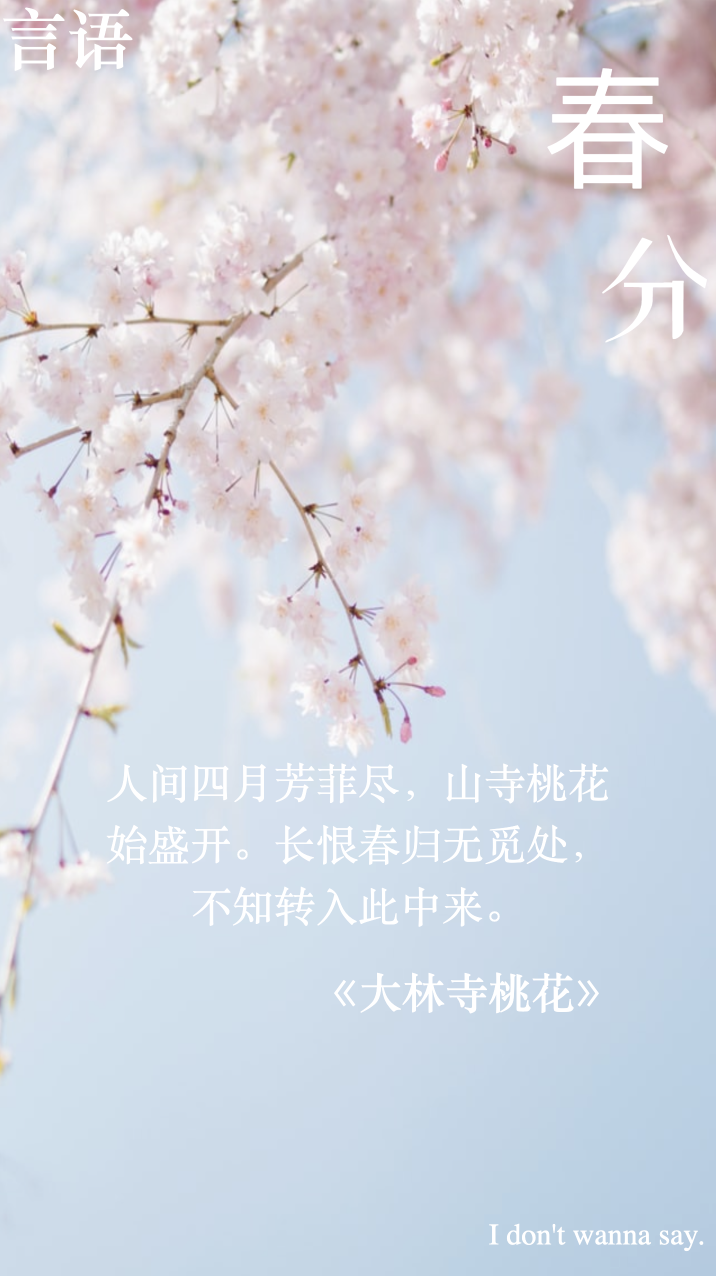 言语
春
分
人间四月芳菲尽，山寺桃花
始盛开。长恨春归无觅处，
不知转入此中来。
《大林寺桃花》
I don't wanna say.